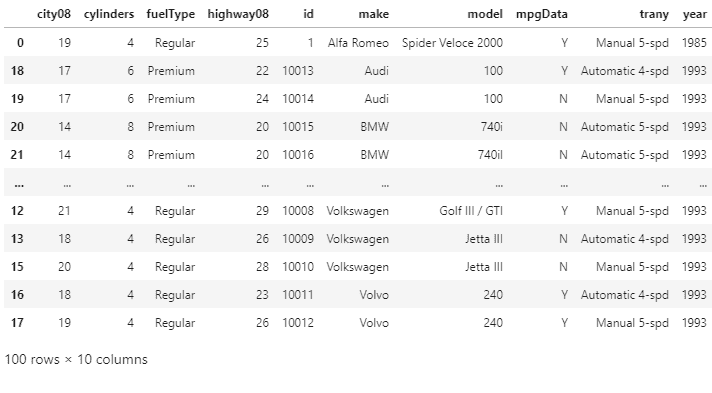 city08 cylinders fuelType highway08 id make model mpgData trany year
0 19 4 Regular 25 1 Alfa Romeo Spider Veloce 2000 Y Manual 5-spd 1985
18 17 6 Premium 22 10013 Audi 100 Y Automatic 4-spd 1993
19 17 6 Premium 24 10014 Audi 100 N Manual 5-spd 1993
20 14 8 Premium 20 10015 BMW 740i N Automatic 5-spd 1993
21 14 8 Premium 20 10016 BMW 740il N Automatic 5-spd 1993
... ... ... ... ... ... ... ... ... ... ...
12 21 4 Regular 29 10008 Volkswagen Golf III / GTI Y Manual 5-spd 1993
13 18 4 Regular 26 10009 Volkswagen Jetta III N Automatic 4-spd 1993
15 20 4 Regular 28 10010 Volkswagen Jetta III N Manual 5-spd 1993
16 18 4 Regular 23 10011 Volvo 240 Y Automatic 4-spd 1993
17 19 4 Regular 26 10012 Volvo 240 Y Manual 5-spd 1993
100 rows × 10 columns